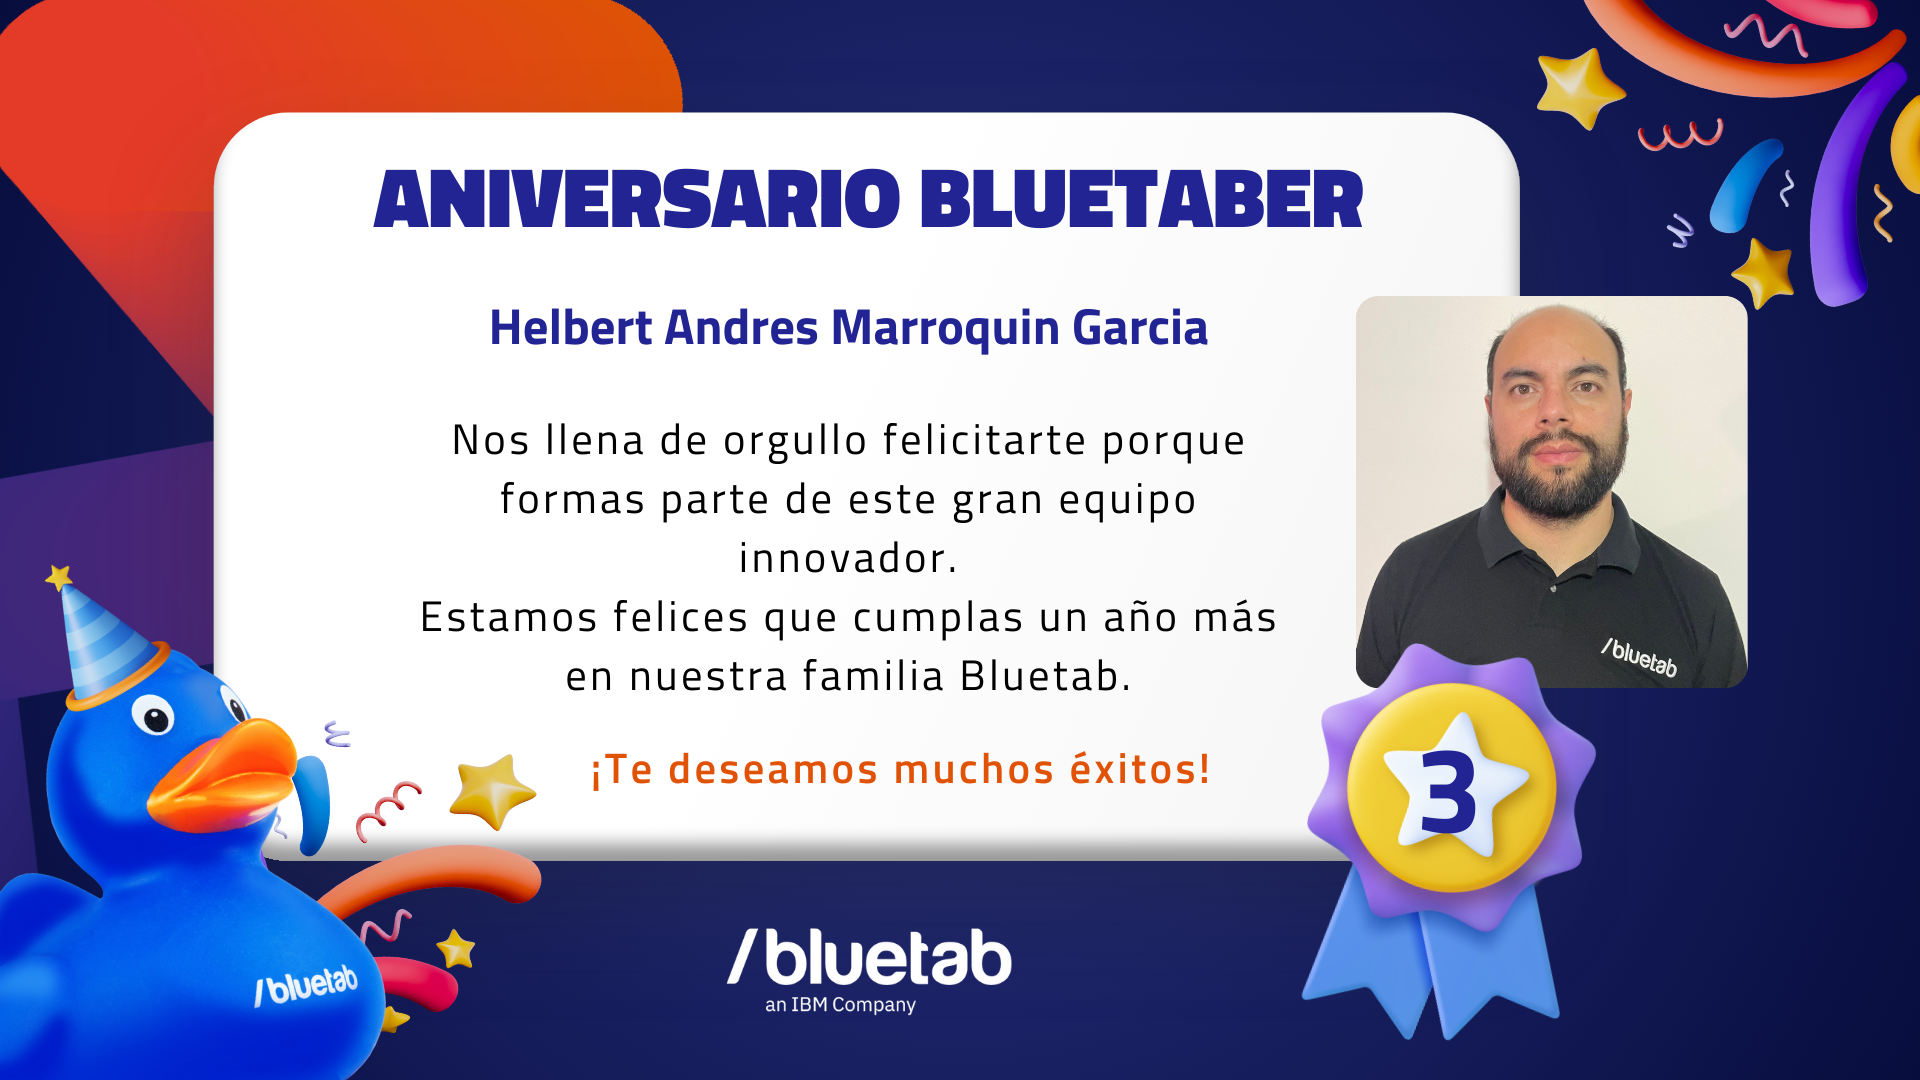 ANIVERSARIO BLUETABER
Helbert Andres Marroquin Garcia
Nos llena de orgullo felicitarte porque
formas parte de este gran equipo
innovador.
Estamos felices que cumplas un año más
en nuestra familia Bluetab.
¡Te deseamos muchos éxitos!
/bluetab
3
/bluetab
/bluetab
an IBM Company